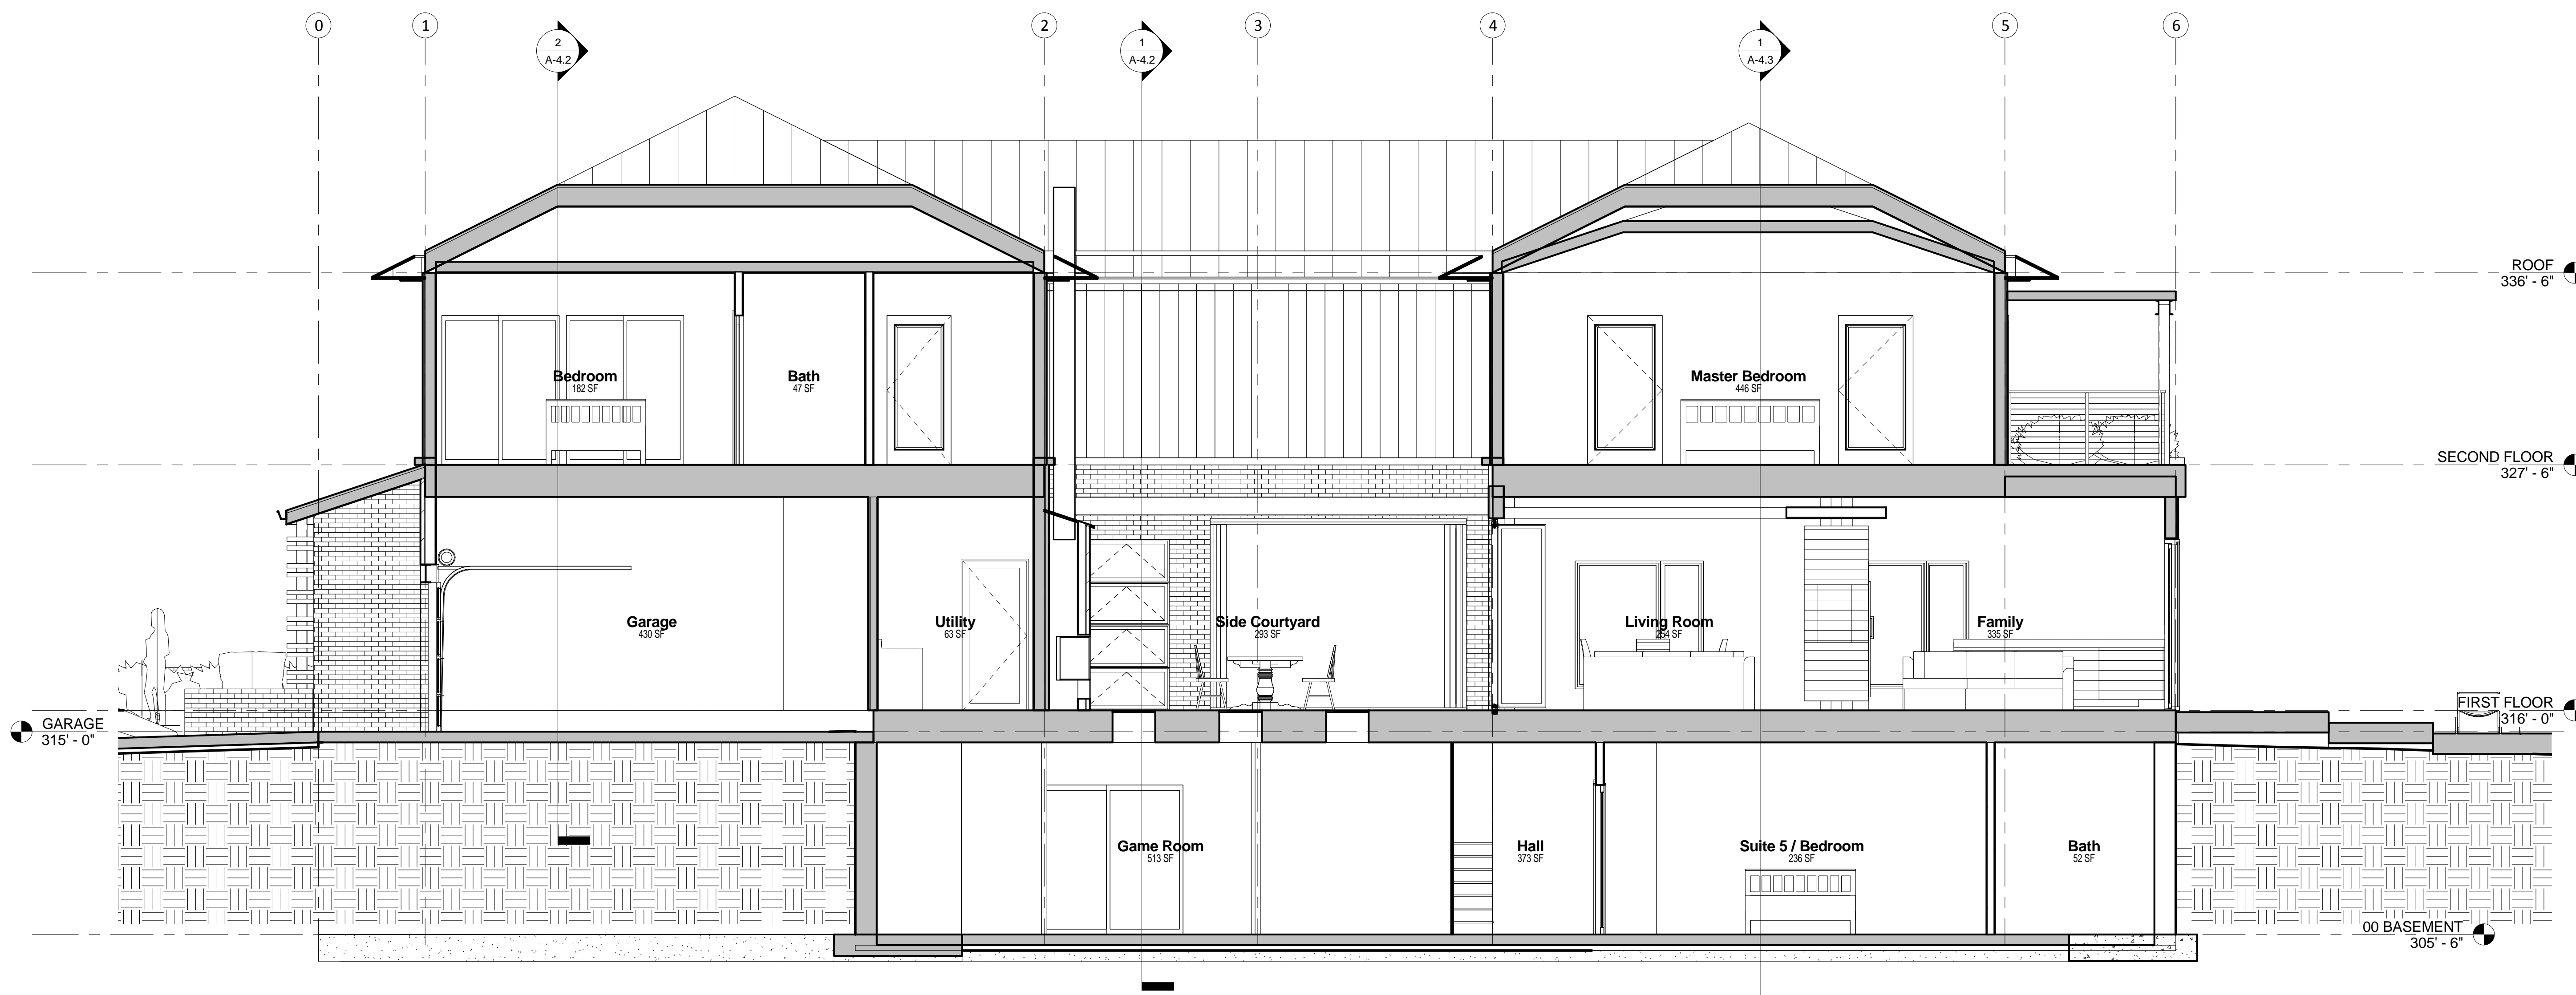 0
1
2
3
4
5
6
2
A-4.2
1
A-4.2
1
A-4.3
ROOF
336' - 6"
Bedroom
182 SF
Bath
47 SF
Master Bedroom
446 SF
SECOND FLOOR
327' - 6"
Garage
430 SF
Utility
63 SF
Side Courtyard
293 SF
Living Room
SF
Family
335 SF
GARAGE
315' - 0"
FIRST FLOOR
316' - 0"
Game Room
513 SF
Hall
373 SF
Suite 5 / Bedroom
236 SF
Bath
52 SF
00 BASEMENT
305' - 6"